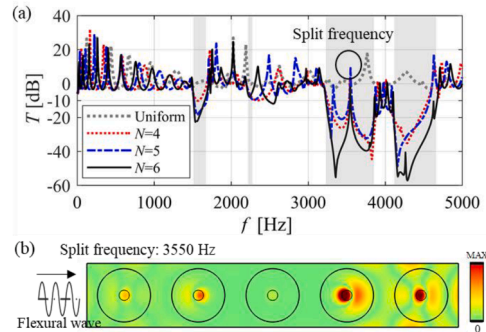 (a)
T [dB]
40
20
0
-10
-20
-40
-60
Split frequency
Uniform
N=4
N=5
N=6
0 1000 2000 3000 4000 5000
f [Hz]
(b)
Split frequency: 3550 Hz
Flexural wave
MAX
0